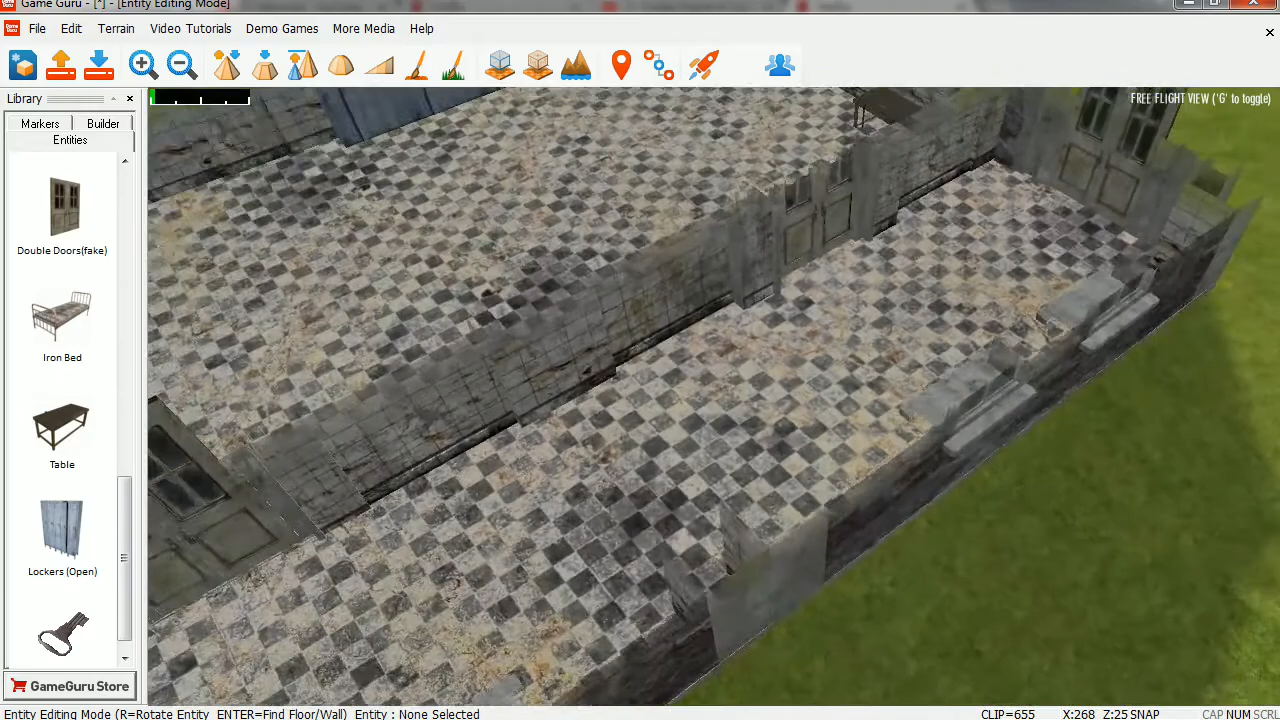 Game Guru - [*] - [Entity Editing Mode]
Game Guru File Edit Terrain Video Tutorials Demo Games More Media Help
Library
FREE FLIGHT VIEW ('G' to toggle)
Markers Builder
Entities
Double Doors(fake)
Iron Bed
Table
Lockers (Open)
GameGuru Store
Entity Editing Mode (R=Rotate Entity ENTER=Find Floor/Wall) Entity : None Selected CLIP=655 X:268 Z:25 SNAP CAP NUM SCRL